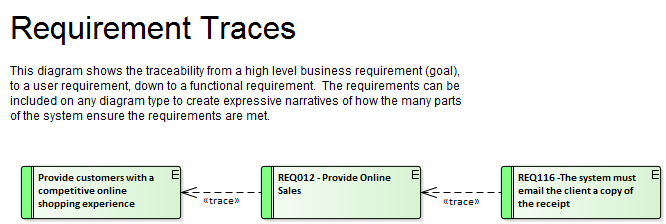 Requirement Traces
This diagram shows the traceability from a high level business requirement (goal),
to a user requirement, down to a functional requirement.  The requirements can be
included on any diagram type to create expressive narratives of how the many parts
of the system ensure the requirements are met.
Provide customers with a
competitive online
shopping experience
E
«trace»
REQ012 - Provide Online
Sales
E
«trace»
REQ116 -The system must
email the client a copy of
the receipt
E